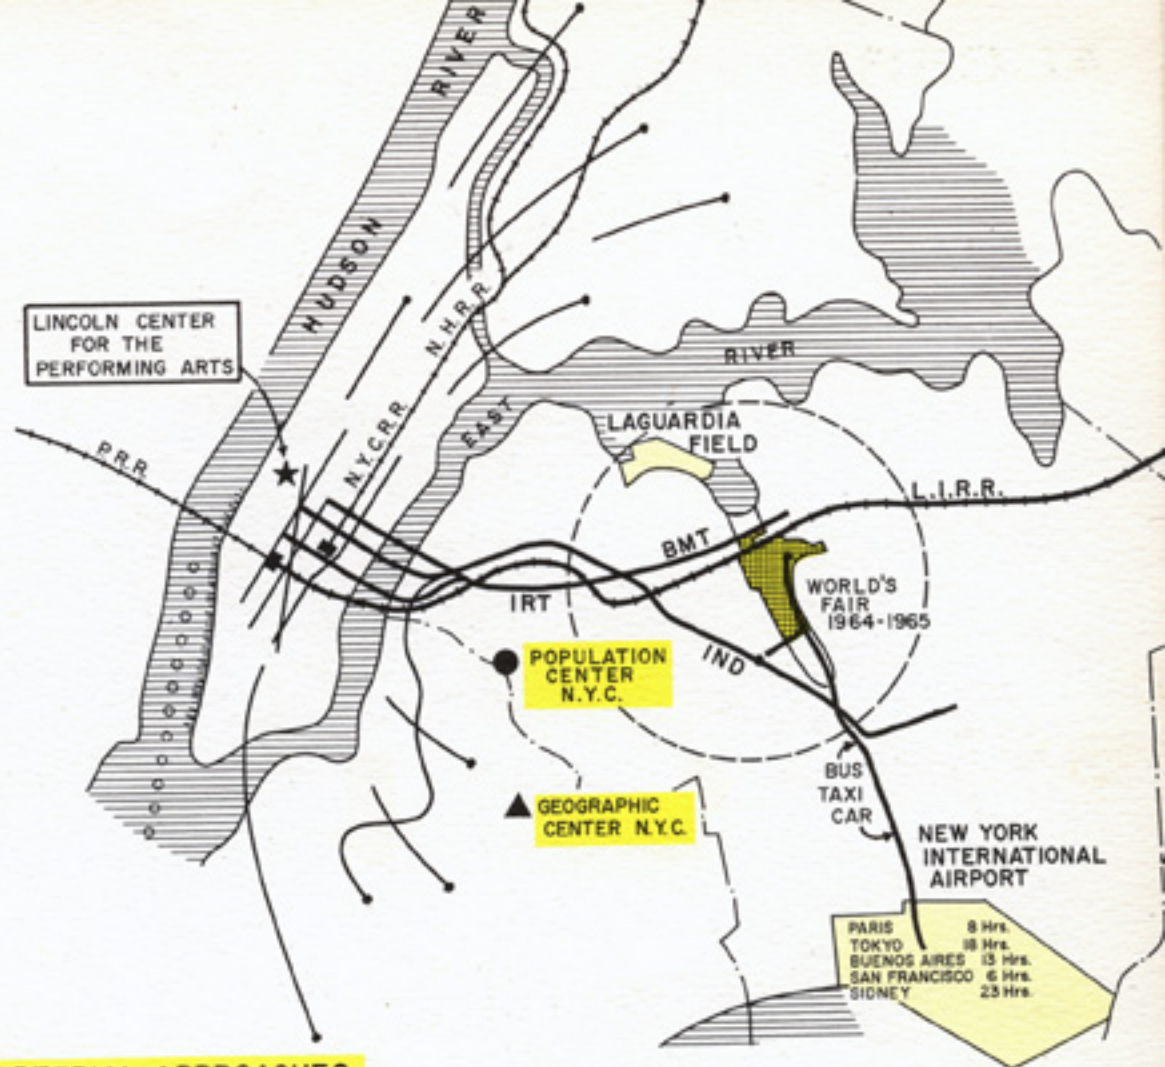 HUDSON RIVER
LINCOLN CENTER
FOR THE
PERFORMING ARTS
N.H.R.R.
N.Y.C.R.R.
P.R.R.
EAST RIVER
LAGUARDIA
FIELD
L.I.R.R.
BMT
IRT
IND
WORLD'S
FAIR
1964-1965
POPULATION
CENTER
N.Y.C.
GEOGRAPHIC
CENTER N.Y.C.
BUS
TAXI
CAR
NEW YORK
INTERNATIONAL
AIRPORT
PARIS 8 Hrs.
TOKYO 18 Hrs.
BUENOS AIRES 13 Hrs.
SAN FRANCISCO 6 Hrs.
SIDNEY 23 Hrs.
APPROACHES